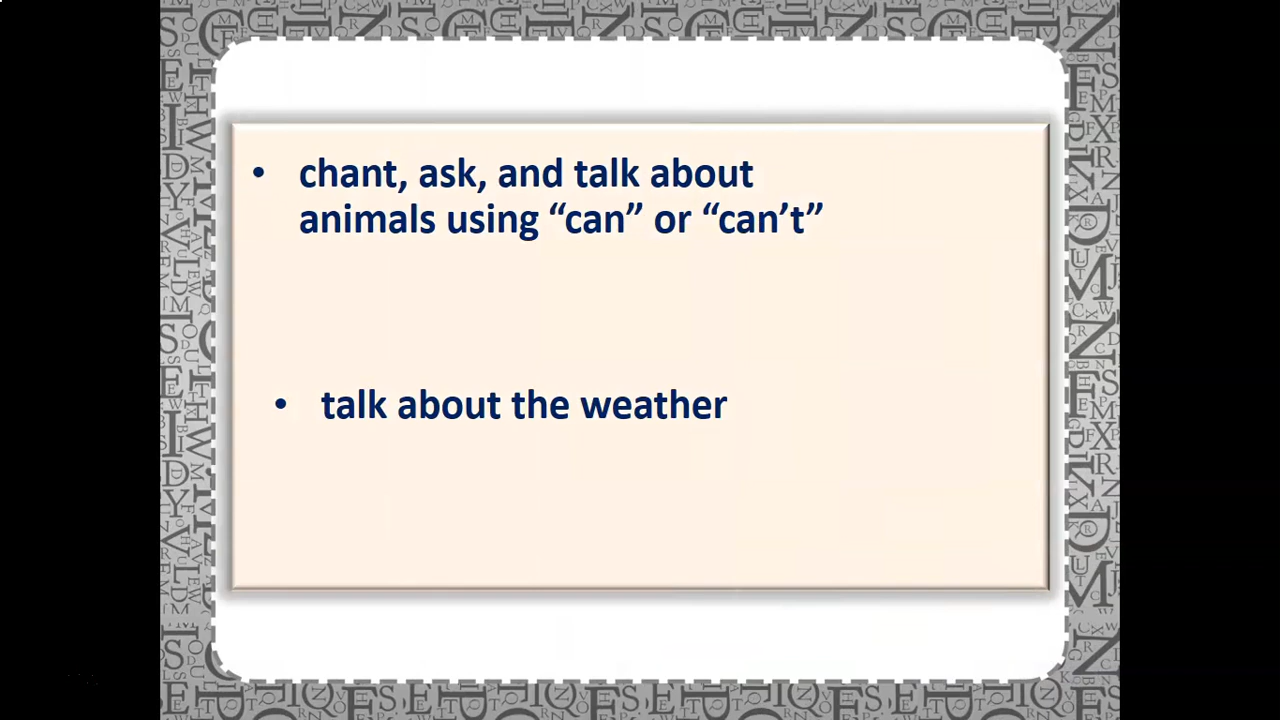 • chant, ask, and talk about
animals using “can” or “can’t”
• talk about the weather